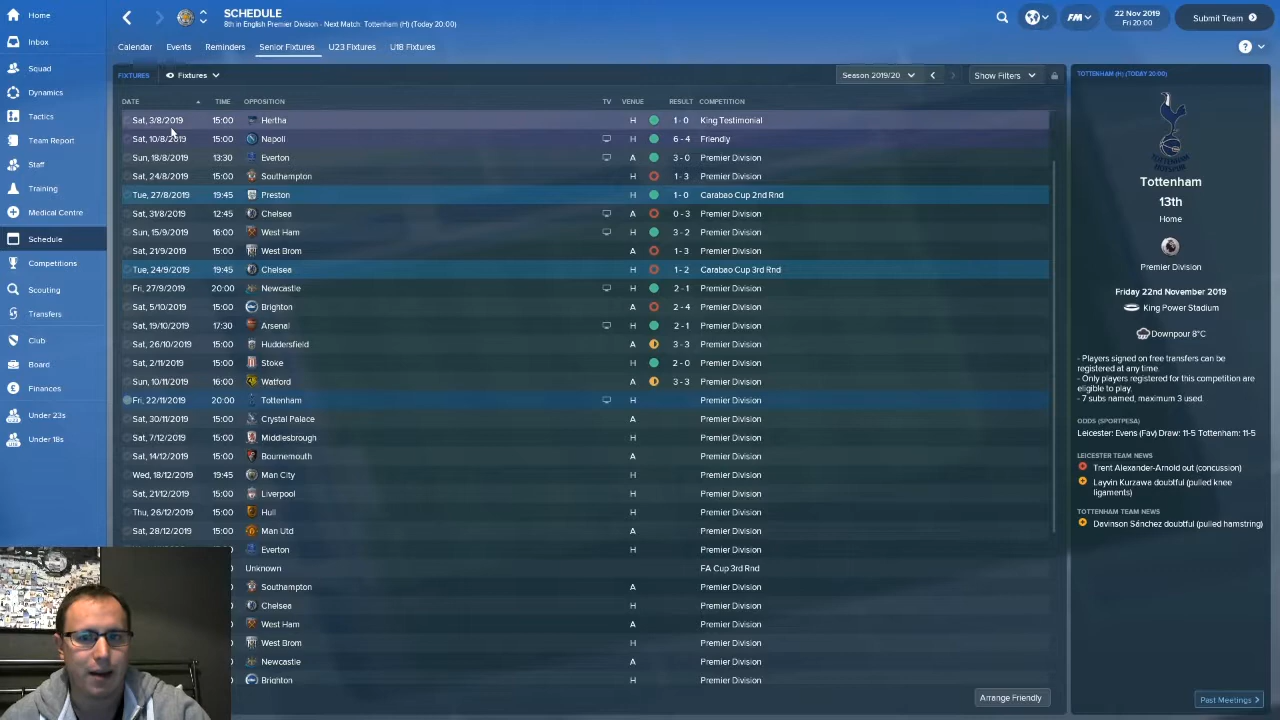 Home
Inbox
Squad
Dynamics
Tactics
Team Report
Staff
Training
Medical Centre
Schedule
Competitions
Scouting
Transfers
Club
Board
Finances
Under 23s
Under 18s
SCHEDULE
8th in English Premier Division - Next Match: Tottenham (H) (Today 20:00)
FM
22 Nov 2019
Fri 20:00
Submit Team
Calendar Events Reminders Senior Fixtures U23 Fixtures U18 Fixtures
?
FIXTURES Fixtures Season 2019/20 Show Filters
DATE TIME OPPOSITION TV VENUE RESULT COMPETITION
Sat, 3/8/2019 15:00 Hertha H 1 - 0 King Testimonial
Sat, 10/8/2019 15:00 Napoli H 6 - 4 Friendly
Sun, 18/8/2019 13:30 Everton A 3 - 0 Premier Division
Sat, 24/8/2019 15:00 Southampton H 1 - 3 Premier Division
Tue, 27/8/2019 19:45 Preston H 1 - 0 Carabao Cup 2nd Rnd
Sat, 31/8/2019 12:45 Chelsea A 0 - 3 Premier Division
Sun, 15/9/2019 16:00 West Ham H 3 - 2 Premier Division
Sat, 21/9/2019 15:00 West Brom A 1 - 3 Premier Division
Tue, 24/9/2019 19:45 Chelsea H 1 - 2 Carabao Cup 3rd Rnd
Fri, 27/9/2019 20:00 Newcastle H 2 - 1 Premier Division
Sat, 5/10/2019 15:00 Brighton A 2 - 4 Premier Division
Sat, 19/10/2019 17:30 Arsenal H 2 - 1 Premier Division
Sat, 26/10/2019 15:00 Huddersfield A 3 - 3 Premier Division
Sat, 2/11/2019 15:00 Stoke H 2 - 0 Premier Division
Sun, 10/11/2019 16:00 Watford A 3 - 3 Premier Division
Fri, 22/11/2019 20:00 Tottenham H Premier Division
Sat, 30/11/2019 15:00 Crystal Palace A Premier Division
Sat, 7/12/2019 15:00 Middlesbrough H Premier Division
Sat, 14/12/2019 15:00 Bournemouth A Premier Division
Wed, 18/12/2019 19:45 Man City H Premier Division
Sat, 21/12/2019 15:00 Liverpool H Premier Division
Thu, 26/12/2019 15:00 Hull H Premier Division
Sat, 28/12/2019 15:00 Man Utd A Premier Division
Everton H Premier Division
Unknown FA Cup 3rd Rnd
Southampton A Premier Division
Chelsea H Premier Division
West Ham A Premier Division
West Brom H Premier Division
Newcastle A Premier Division
Brighton H Premier Division
Arrange Friendly
TOTTENHAM (H) (TODAY 20:00)
TOTTENHAM
HOTSPUR
Tottenham
13th
Home
Premier Division
Friday 22nd November 2019
King Power Stadium
Downpour 8°C
- Players signed on free transfers can be
registered at any time.
- Only players registered for this competition are
eligible to play.
- 7 subs named, maximum 3 used.
ODDS (SPORTPESA)
Leicester: Evens (Fav) Draw: 11-5 Tottenham: 11-5
LEICESTER TEAM NEWS
Trent Alexander-Arnold out (concussion)
Layvin Kurzawa doubtful (pulled knee
ligaments)
TOTTENHAM TEAM NEWS
Davinson Sánchez doubtful (pulled hamstring)
Past Meetings >